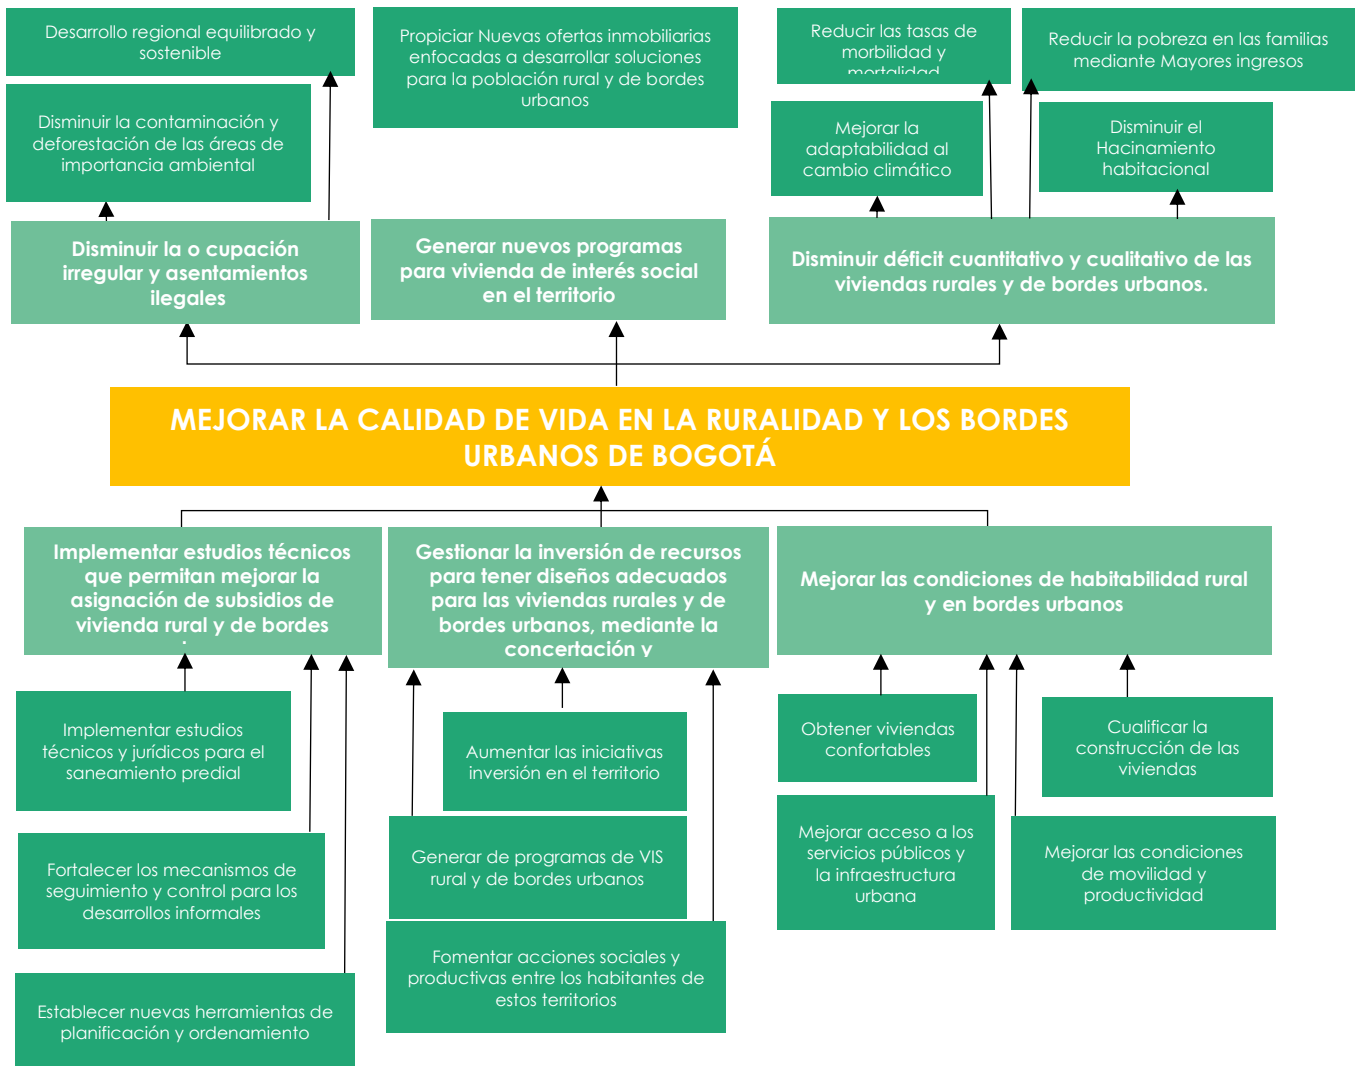 Desarrollo regional equilibrado y
sostenible
Propiciar Nuevas ofertas inmobiliarias
enfocadas a desarrollar soluciones
para la población rural y de bordes
urbanos
Reducir las tasas de
morbilidad y
mortalidad
Reducir la pobreza en las familias
mediante Mayores ingresos
Disminuir la contaminación y
deforestación de las áreas de
importancia ambiental
Mejorar la
adaptabilidad al
cambio climático
Disminuir el
Hacinamiento
habitacional
Disminuir la o cupación
irregular y asentamientos
ilegales
Generar nuevos programas
para vivienda de interés social
en el territorio
Disminuir déficit cuantitativo y cualitativo de las
viviendas rurales y de bordes urbanos.
MEJORAR LA CALIDAD DE VIDA EN LA RURALIDAD Y LOS BORDES
URBANOS DE BOGOTÁ
Implementar estudios técnicos
que permitan mejorar la
asignación de subsidios de
vivienda rural y de bordes
Gestionar la inversión de recursos
para tener diseños adecuados
para las viviendas rurales y de
bordes urbanos, mediante la
concertación y
Mejorar las condiciones de habitabilidad rural
y en bordes urbanos
Implementar estudios
técnicos y jurídicos para el
saneamiento predial
Aumentar las iniciativas
inversión en el territorio
Obtener viviendas
confortables
Cualificar la
construcción de las
viviendas
Fortalecer los mecanismos de
seguimiento y control para los
desarrollos informales
Generar de programas de VIS
rural y de bordes urbanos
Mejorar acceso a los
servicios públicos y
la infraestructura
urbana
Mejorar las condiciones
de movilidad y
productividad
Establecer nuevas herramientas de
planificación y ordenamiento
Fomentar acciones sociales y
productivas entre los habitantes de
estos territorios